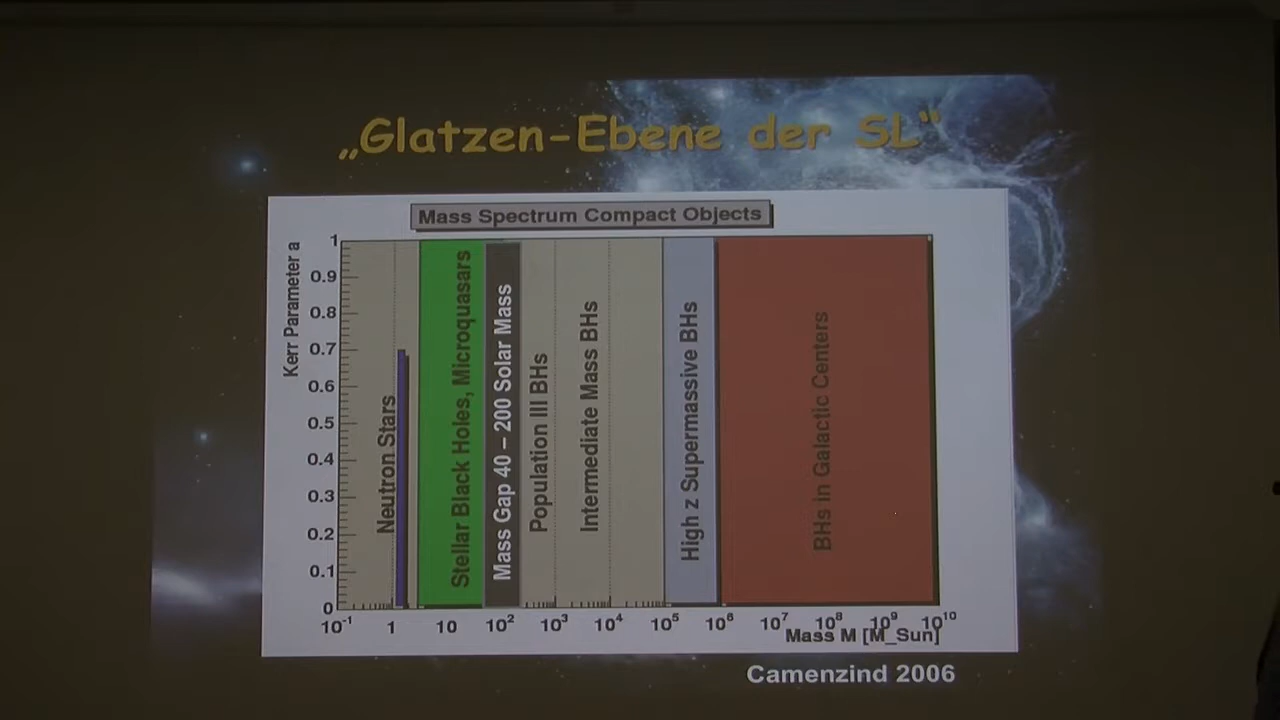 „Glatzen-Ebene der SL“
Mass Spectrum Compact Objects
Kerr Parameter a
1
0.9
0.8
0.7
0.6
0.5
0.4
0.3
0.2
0.1
0
Neutron Stars
Stellar Black Holes, Microquasars
Mass Gap 40 – 200 Solar Mass
Population III BHs
Intermediate Mass BHs
High z Supermassive BHs
BHs in Galactic Centers
10⁻¹ 1 10 10² 10³ 10⁴ 10⁵ 10⁶ 10⁷ 10⁸ 10⁹ 10¹⁰
Mass M [M_Sun]
Camenzind 2006